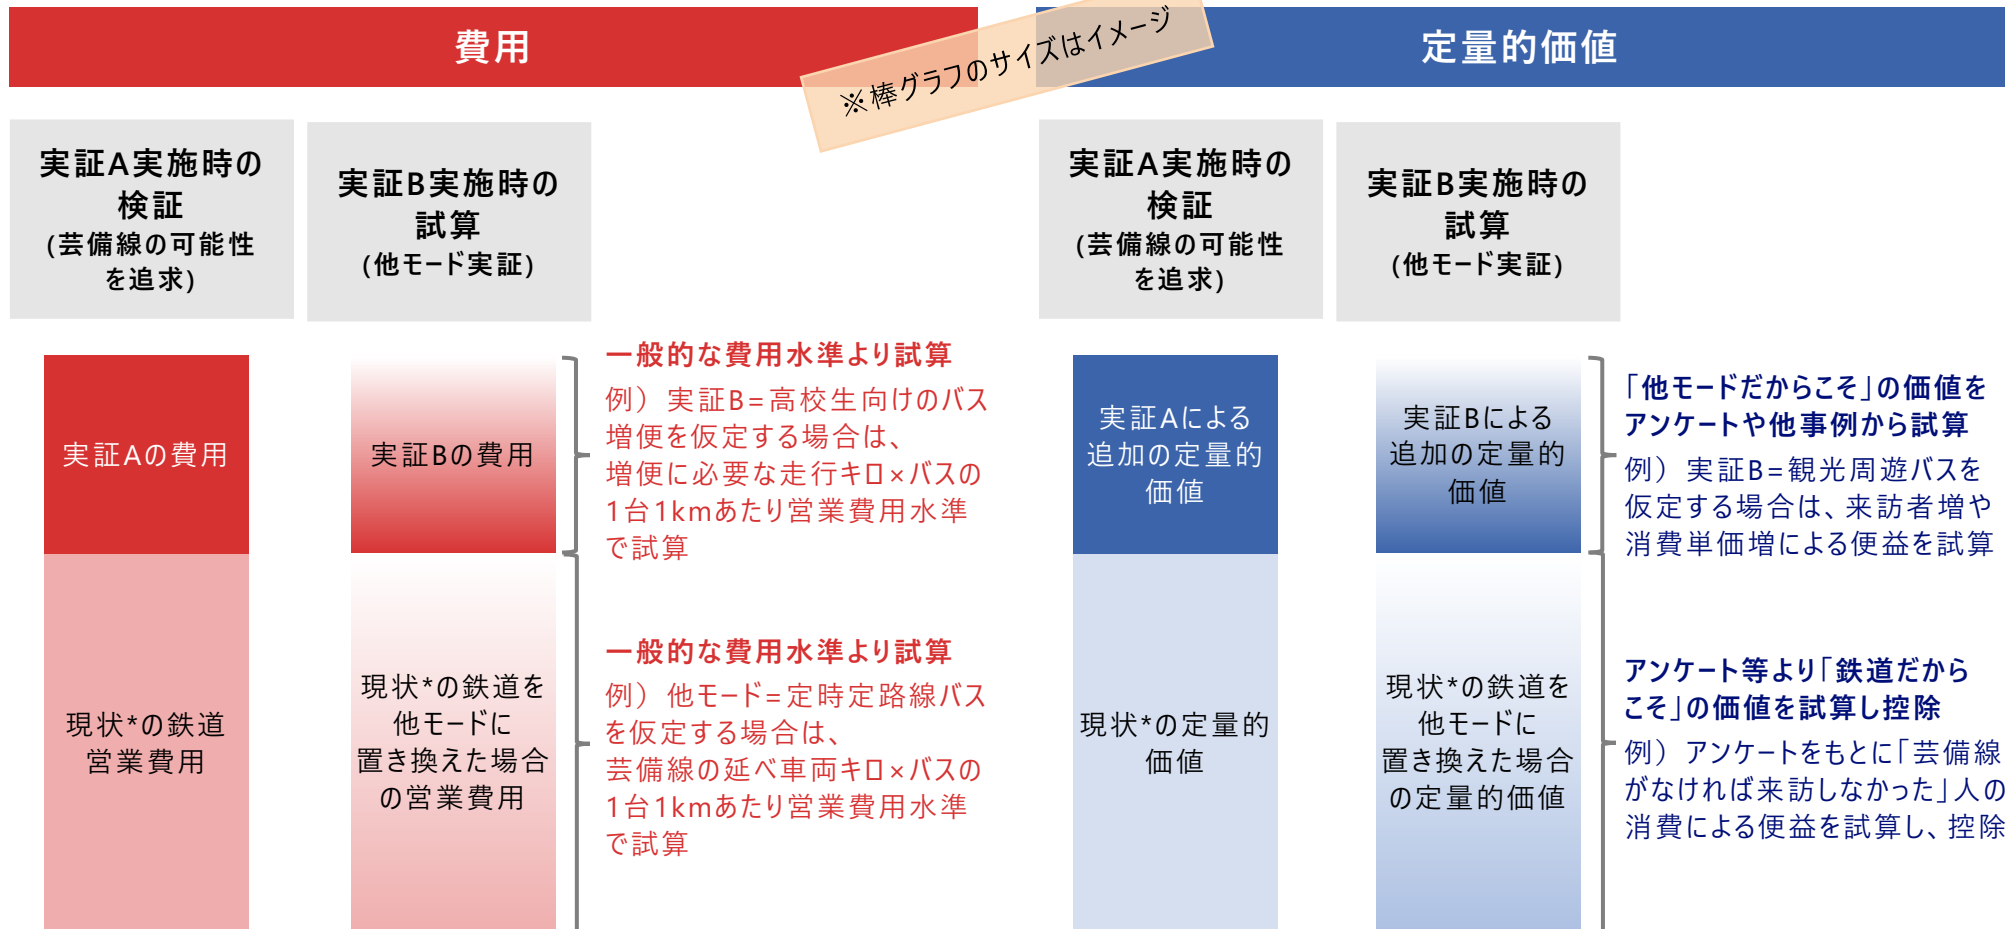 費用
※棒グラフのサイズはイメージ
定量的価値
実証A実施時の
検証
(芸備線の可能性
を追求)
実証B実施時の
試算
(他モード実証)
実証Aの費用
現状*の鉄道
営業費用
実証Bの費用
現状*の鉄道を
他モードに
置き換えた場合
の営業費用
一般的な費用水準より試算
例）実証B=高校生向けのバス
増便を仮定する場合は、
増便に必要な走行キロ×バスの
1台1kmあたり営業費用水準
で試算
一般的な費用水準より試算
例）他モード=定時定路線バス
を仮定する場合は、
芸備線の延べ車両キロ×バスの
1台1kmあたり営業費用水準
で試算
実証A実施時の
検証
(芸備線の可能性
を追求)
実証B実施時の
試算
(他モード実証)
実証Aによる
追加の定量的
価値
現状*の定量的
価値
実証Bによる
追加の定量的
価値
現状*の鉄道を
他モードに
置き換えた場合
の定量的価値
「他モードだからこそ」の価値を
アンケートや他事例から試算
例）実証B=観光周遊バスを
仮定する場合は、来訪者増や
消費単価増による便益を試算
アンケート等より「鉄道だから
こそ」の価値を試算し控除
例）アンケートをもとに「芸備線
がなければ来訪しなかった」人の
消費による便益を試算し、控除